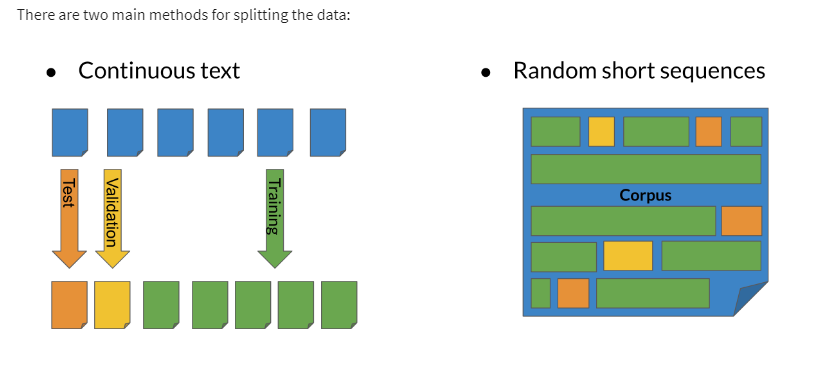 There are two main methods for splitting the data:
● Continuous text
● Random short sequences
Test
Validation
Training
Corpus